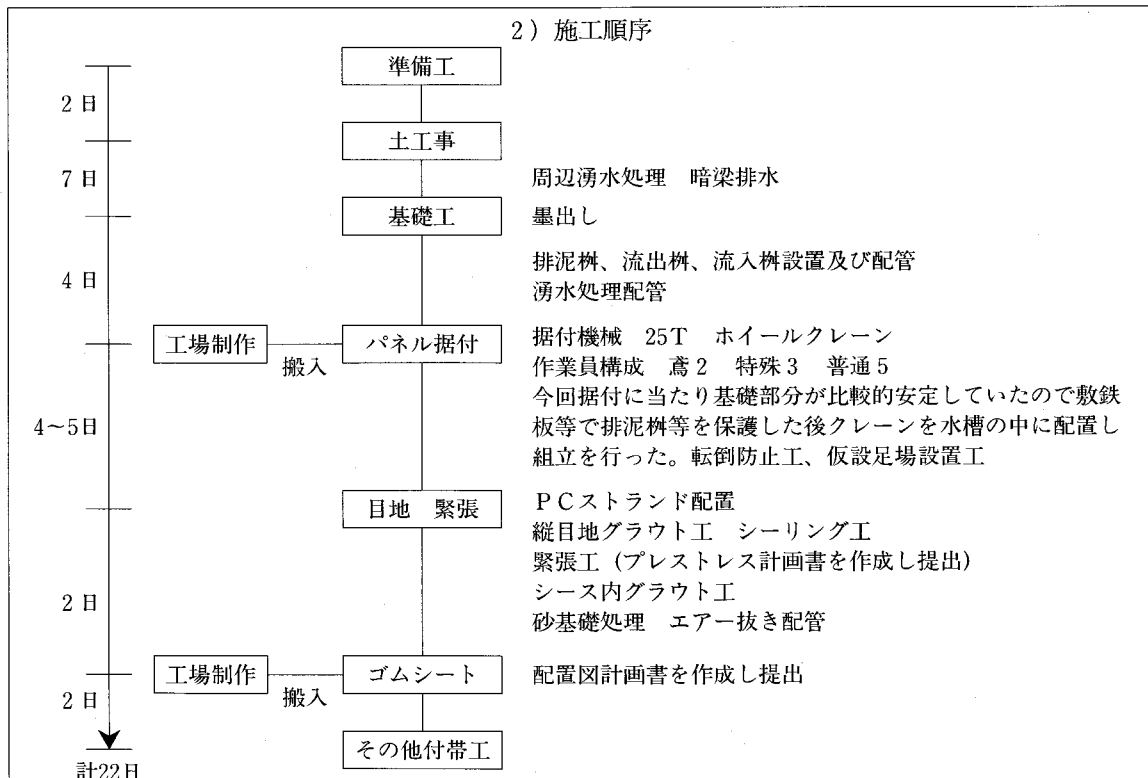 2）施工順序
準備工
2日
土工事
7日
周辺湧水処理　暗梁排水
基礎工
墨出し
4日
排泥桝、流出桝、流入桝設置及び配管
湧水処理配管
工場制作
搬入
パネル据付
据付機械　25T　ホイールクレーン
作業員構成　鳶2　特殊3　普通5
今回据付に当たり基礎部分が比較的安定していたので敷鉄
板等で排泥桝等を保護した後クレーンを水槽の中に配置し
組立を行った。転倒防止工、仮設足場設置工
4～5日
目地　緊張
PCストランド配置
縦目地グラウト工　シーリング工
緊張工（プレストレス計画書を作成し提出）
シース内グラウト工
砂基礎処理　エアー抜き配管
2日
工場制作
搬入
ゴムシート
配置図計画書を作成し提出
2日
その他付帯工
計22日